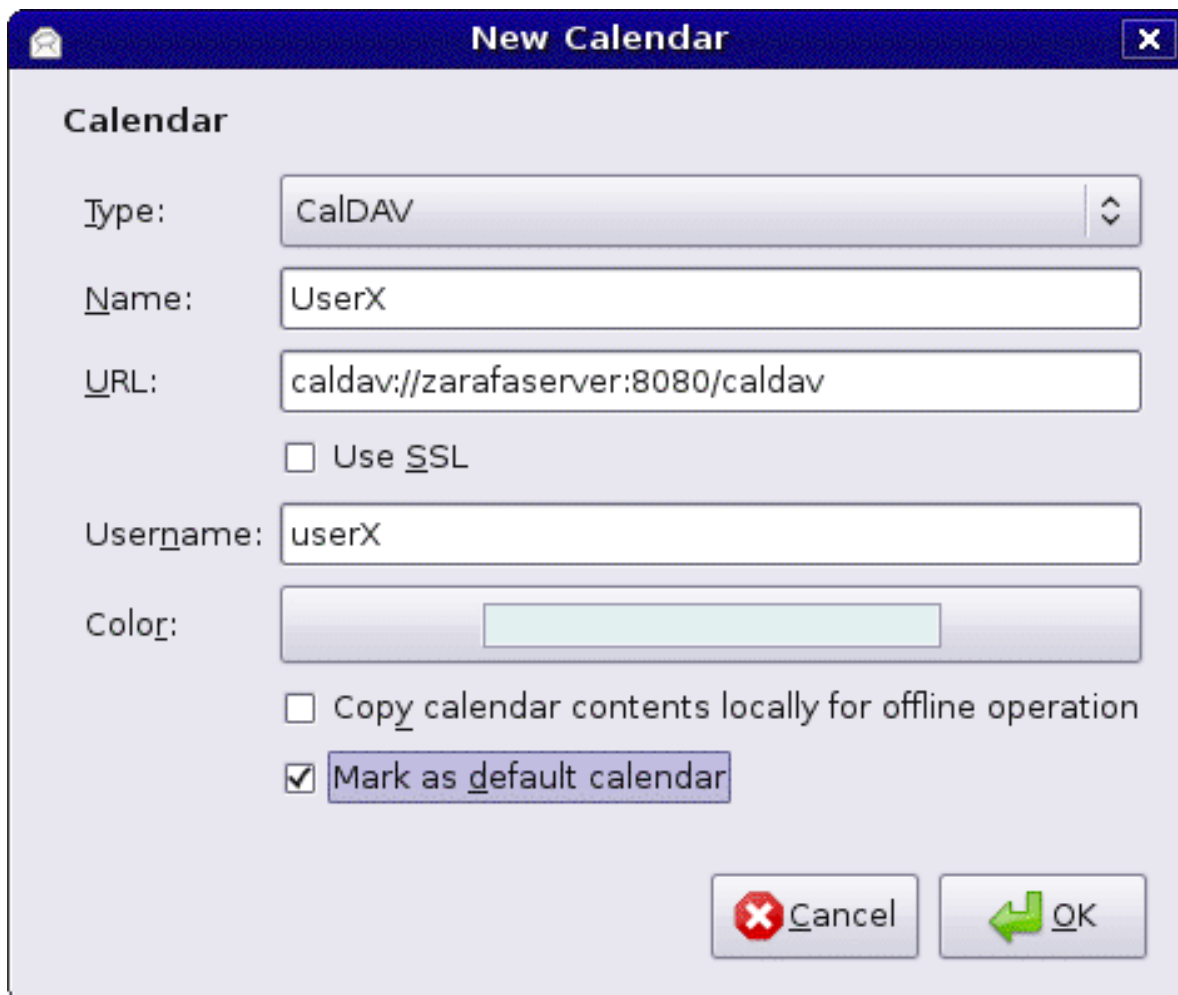 New Calendar
Calendar
Type: CalDAV
Name: UserX
URL: caldav://zarafaserver:8080/caldav
Use SSL
Username: userX
Color:
Copy calendar contents locally for offline operation
Mark as default calendar
Cancel OK